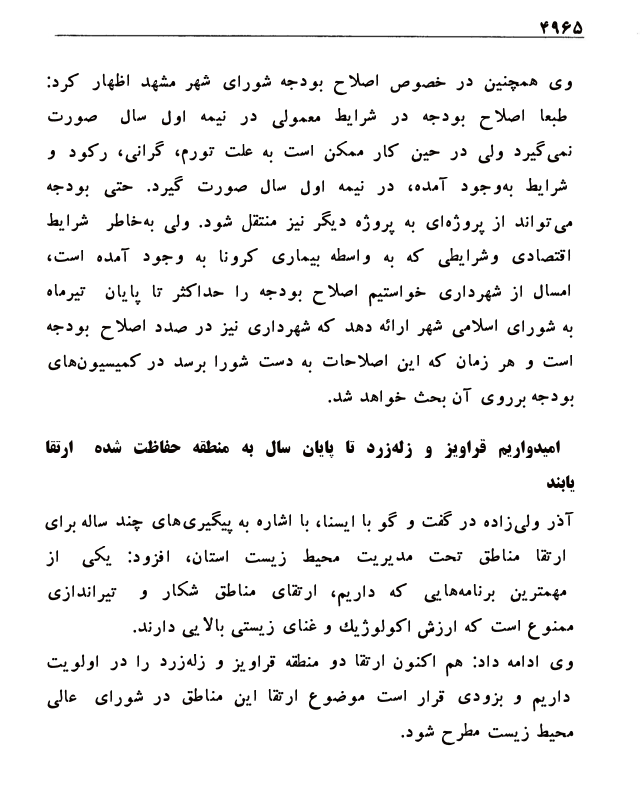 ۴۹۶۵
وی همچنین در خصوص اصلاح بودجه شورای شهر مشهد اظهار کرد:
طبعا اصلاح بودجه در شرایط معمولی در نیمه اول سال صورت
نمی‌گیرد ولی در حین کار ممکن است به علت تورم، گرانی، رکود و
شرایط به‌وجود آمده، در نیمه اول سال صورت گیرد. حتی بودجه
می‌تواند از پروژه‌ای به پروژه دیگر نیز منتقل شود. ولی به‌خاطر شرایط
اقتصادی وشرایطی که به واسطه بیماری کرونا به وجود آمده است،
امسال از شهرداری خواستیم اصلاح بودجه را حداکثر تا پایان تیرماه
به شورای اسلامی شهر ارائه دهد که شهرداری نیز در صدد اصلاح بودجه
است و هر زمان که این اصلاحات به دست شورا برسد در کمیسیون‌های
بودجه برروی آن بحث خواهد شد.
امیدواریم قراویز و زله‌زرد تا پایان سال به منطقه حفاظت شده ارتقا
یابند
آذر ولی‌زاده در گفت و گو با ایسنا، با اشاره به پیگیری‌های چند ساله برای
ارتقا مناطق تحت مدیریت محیط زیست استان، افزود: یکی از
مهمترین برنامه‌هایی که داریم، ارتقای مناطق شکار و تیراندازی
ممنوع است که ارزش اکولوژیك و غنای زیستی بالایی دارند.
وی ادامه داد: هم اکنون ارتقا دو منطقه قراویز و زله‌زرد را در اولویت
داریم و بزودی قرار است موضوع ارتقا این مناطق در شورای عالی
محیط زیست مطرح شود.